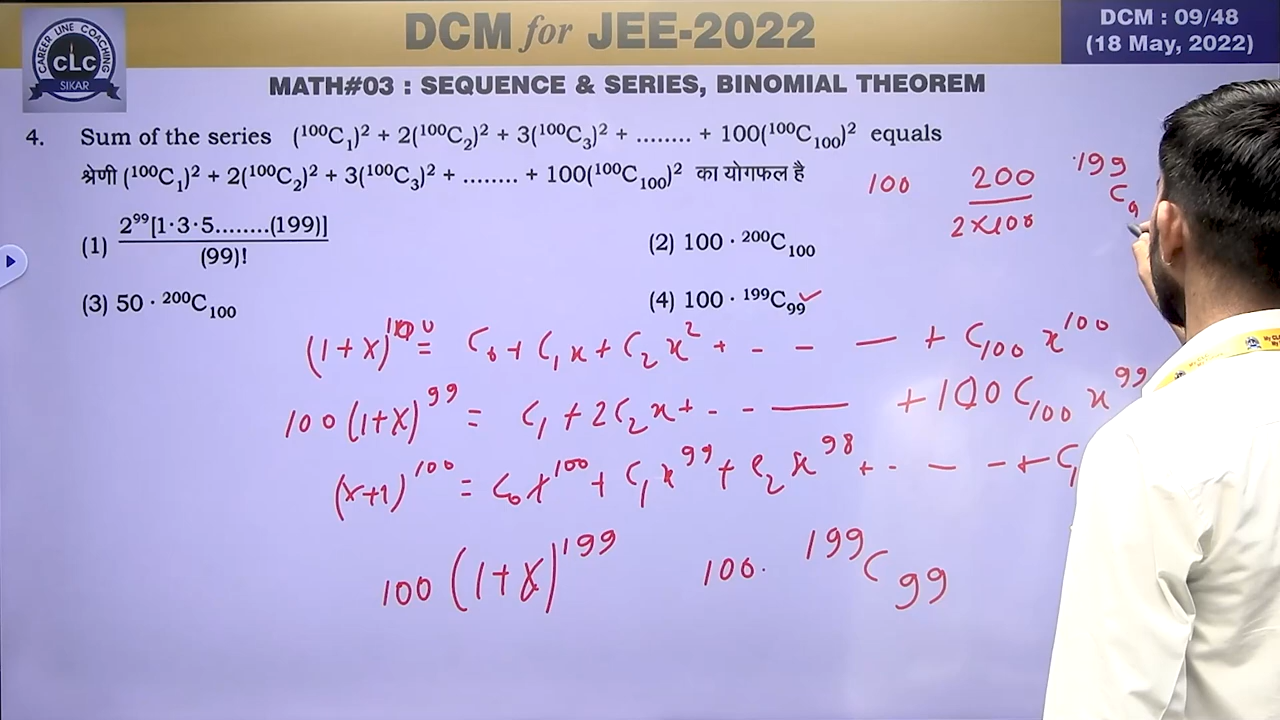 CAREER LINE COACHING
CLC
SIKAR
DCM for JEE-2022
DCM : 09/48
(18 May, 2022)
MATH#03 : SEQUENCE & SERIES, BINOMIAL THEOREM
4. Sum of the series (¹⁰⁰C₁)² + 2(¹⁰⁰C₂)² + 3(¹⁰⁰C₃)² + ........ + 100(¹⁰⁰C₁₀₀)² equals
श्रेणी (¹⁰⁰C₁)² + 2(¹⁰⁰C₂)² + 3(¹⁰⁰C₃)² + ........ + 100(¹⁰⁰C₁₀₀)² का योगफल है
100 200/2×100 ¹⁹⁹C₉
(1) 2⁹⁹[1·3·5........(199)]/(99)!
(2) 100 · ²⁰⁰C₁₀₀
(3) 50 · ²⁰⁰C₁₀₀
(4) 100 · ¹⁹⁹C₉₉ ✓
(1+x)¹⁰⁰ = C₀ + C₁x + C₂x² + - - — + C₁₀₀ x¹⁰⁰
100(1+x)⁹⁹ = C₁ + 2C₂x + - - —— + 100 C₁₀₀ x⁹⁹
(x+1)¹⁰⁰ = C₀x¹⁰⁰ + C₁x⁹⁹ + C₂x⁹⁸ + - — - + C₁
100 (1+x)¹⁹⁹ 100. ¹⁹⁹C₉₉